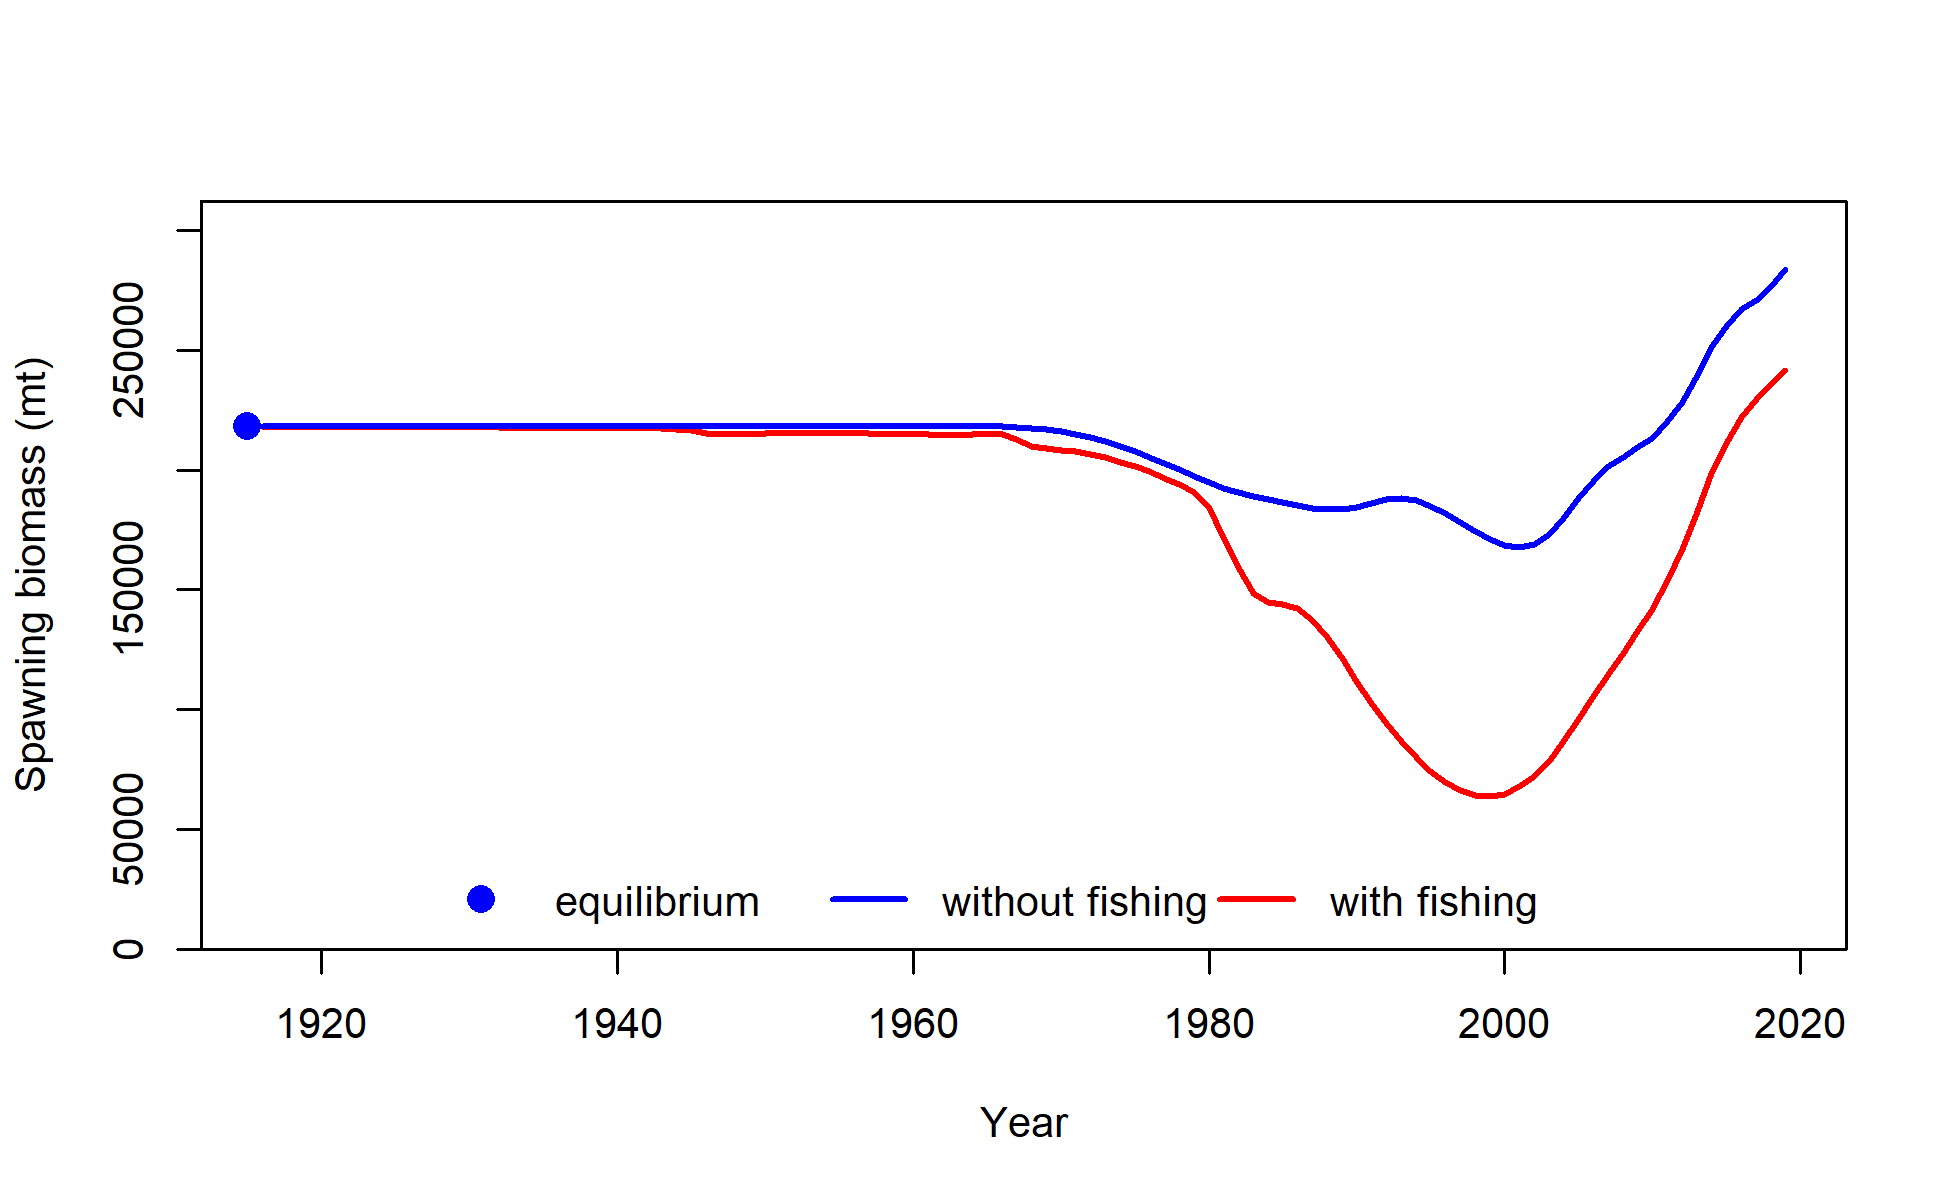 Spawning biomass (mt)
250000
150000
50000
0
equilibrium without fishing with fishing
1920 1940 1960 1980 2000 2020
Year